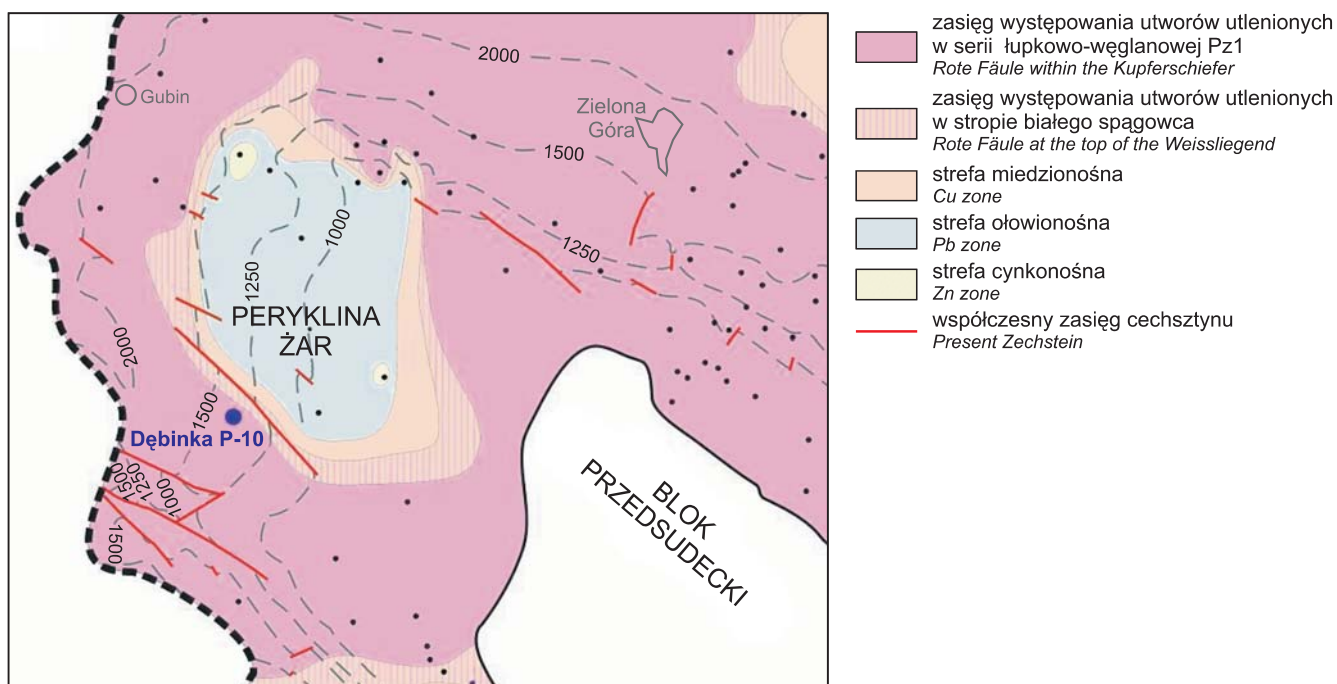 2000
Gubin
Zielona
Góra
1500
1000
1250
1250
PERYKLINA
ŻAR
2000
1500
Dębinka P-10
1500
1250
1000
1500
BLOK
PRZEDSUDECKI
zasięg występowania utworów utlenionych
w serii łupkowo-węglanowej Pz1
Rote Fäule within the Kupferschiefer
zasięg występowania utworów utlenionych
w stropie białego spągowca
Rote Fäule at the top of the Weissliegend
strefa miedzionośna
Cu zone
strefa ołowionośna
Pb zone
strefa cynkonośna
Zn zone
współczesny zasięg cechsztynu
Present Zechstein